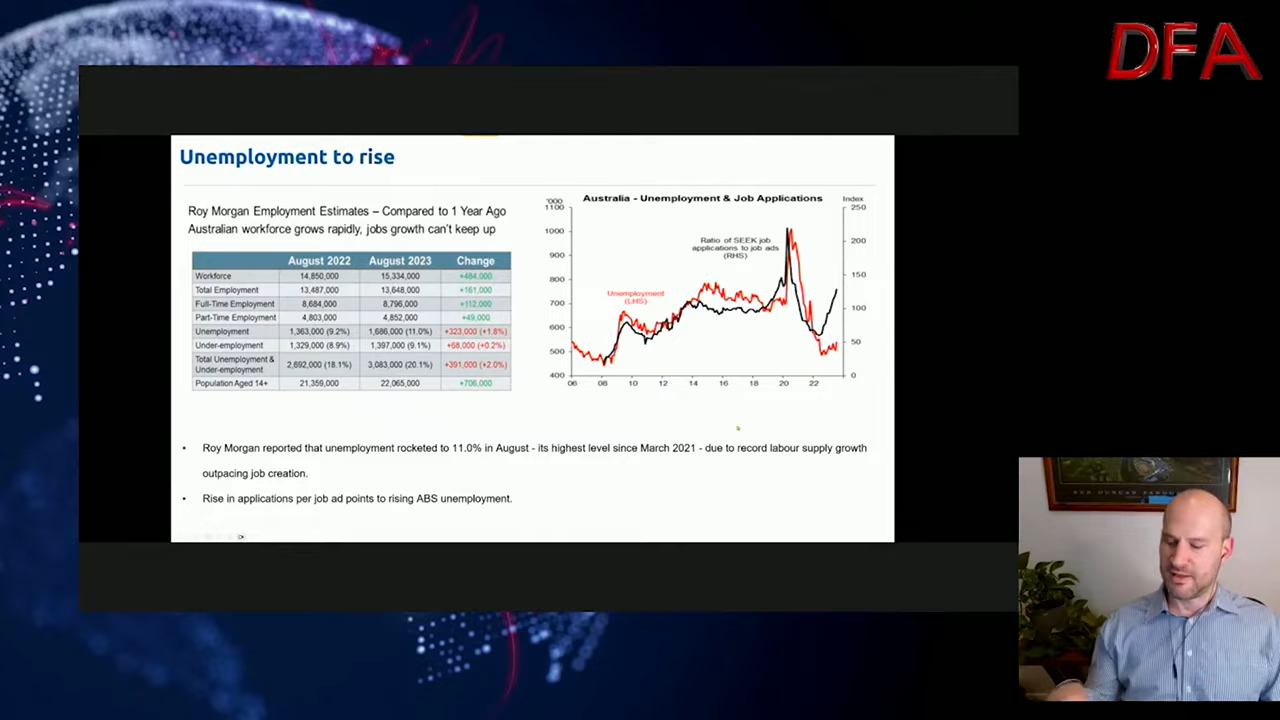 DFA
Unemployment to rise
Roy Morgan Employment Estimates – Compared to 1 Year Ago
Australian workforce grows rapidly, jobs growth can't keep up
August 2022 August 2023 Change
Workforce 14,850,000 15,334,000 +484,000
Total Employment 13,487,000 13,648,000 +161,000
Full-Time Employment 8,684,000 8,796,000 +112,000
Part-Time Employment 4,803,000 4,852,000 +49,000
Unemployment 1,363,000 (9.2%) 1,686,000 (11.0%) +323,000 (+1.8%)
Under-employment 1,329,000 (8.9%) 1,397,000 (9.1%) +68,000 (+0.2%)
Total Unemployment &
Under-employment 2,692,000 (18.1%) 3,083,000 (20.1%) +391,000 (+2.0%)
Population Aged 14+ 21,359,000 22,065,000 +706,000
Australia - Unemployment & Job Applications
'000 Index
1100 250
1000
200
900
800 150
700
100
600
500 50
400 0
Ratio of SEEK job
applications to job ads
(RHS)
Unemployment
(LHS)
06 08 10 12 14 16 18 20 22
• Roy Morgan reported that unemployment rocketed to 11.0% in August - its highest level since March 2021 - due to record labour supply growth
outpacing job creation.
• Rise in applications per job ad points to rising ABS unemployment.